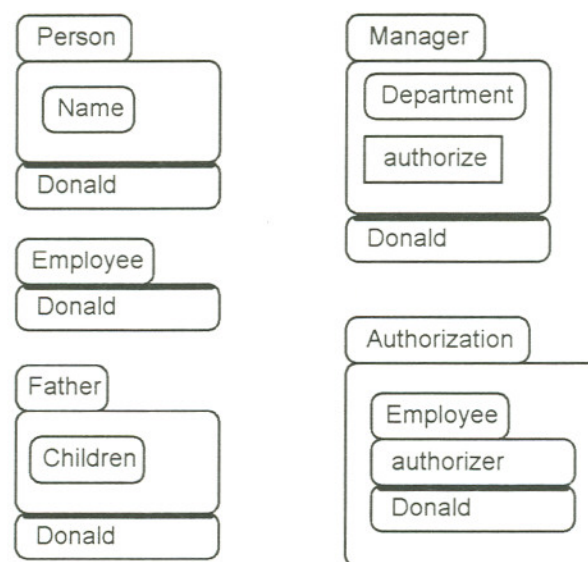 Person
Name
Donald
Employee
Donald
Father
Children
Donald
Manager
Department
authorize
Donald
Authorization
Employee
authorizer
Donald